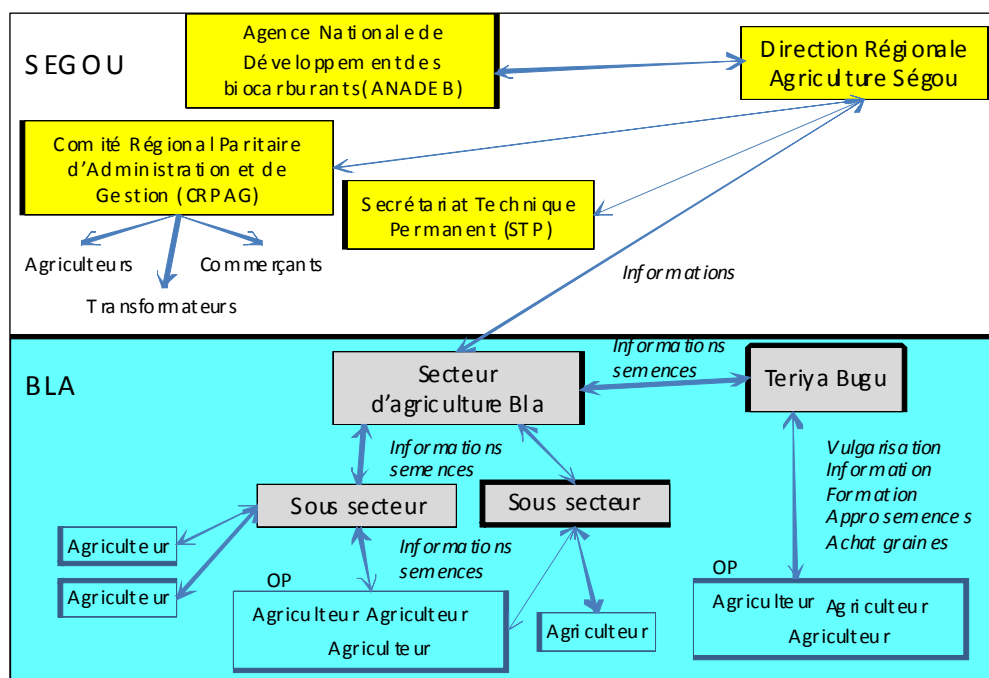 SEGOU
Agence Nationale de
Développement des
biocarburants (ANADEB)
Direction Régionale
Agriculture Ségou
Comité Régional Paritaire
d'Administration et de
Gestion (CRPAG)
Secrétariat Technique
Permanent (STP)
Agriculteurs
Commerçants
Transformateurs
Informations
BLA
Secteur
d'agriculture Bla
Informations
semences
Teriya Bugu
Informations
semences
Vulgarisation
Information
Formation
Appro semences
Achat graines
Sous secteur
Sous secteur
Agriculteur
Agriculteur
Informations
semences
OP
Agriculteur Agriculteur
Agriculteur
Agriculteur
OP
Agriculteur Agriculteur
Agriculteur